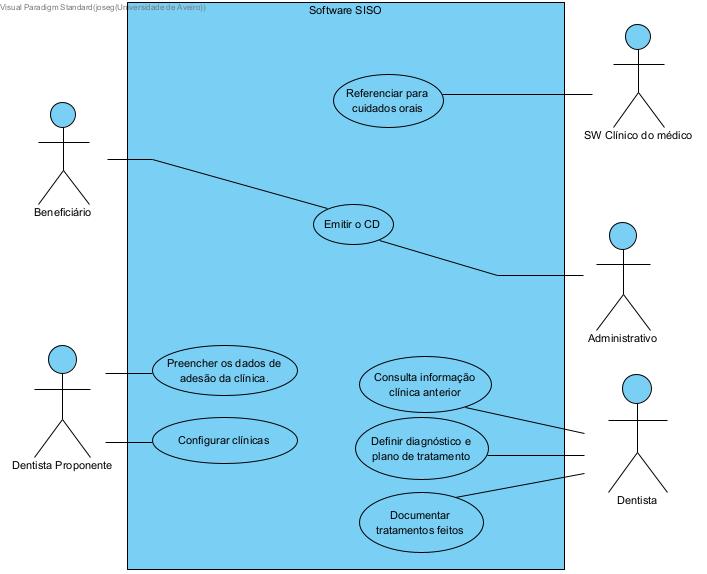 Visual Paradigm Standard(joseg(Universidade de Aveiro))
Software SISO
Referenciar para
cuidados orais
SW Clínico do médico
Beneficiário
Emitir o CD
Administrativo
Preencher os dados de
adesão da clínica.
Consulta informação
clínica anterior
Configurar clínicas
Definir diagnóstico e
plano de tratamento
Dentista Proponente
Dentista
Documentar
tratamentos feitos